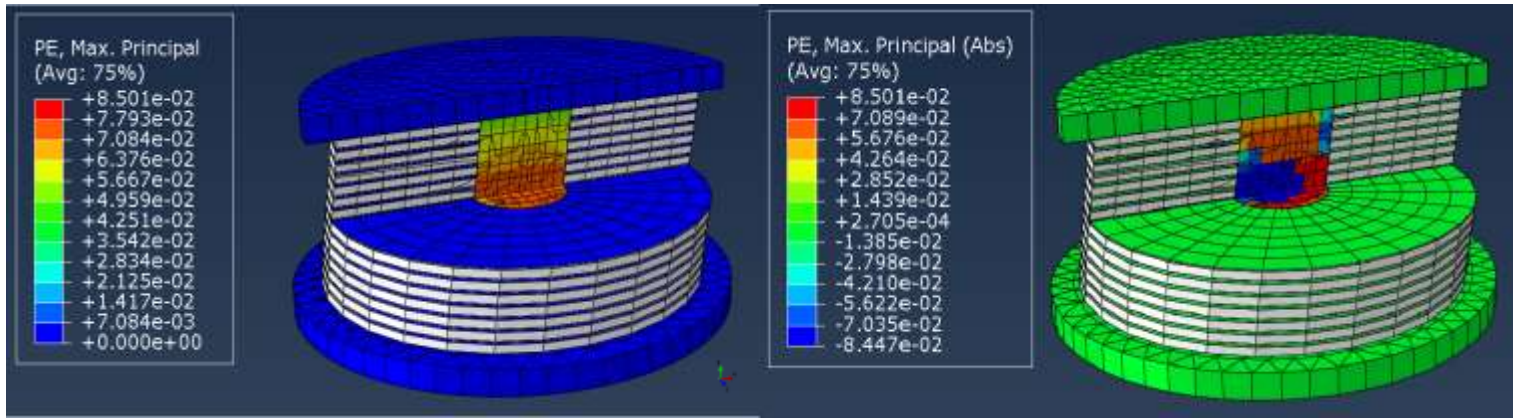 PE, Max. Principal
(Avg: 75%)
+8.501e-02
+7.793e-02
+7.084e-02
+6.376e-02
+5.667e-02
+4.959e-02
+4.251e-02
+3.542e-02
+2.834e-02
+2.125e-02
+1.417e-02
+7.084e-03
+0.000e+00
PE, Max. Principal (Abs)
(Avg: 75%)
+8.501e-02
+7.089e-02
+5.676e-02
+4.264e-02
+2.852e-02
+1.439e-02
+2.705e-04
-1.385e-02
-2.798e-02
-4.210e-02
-5.622e-02
-7.035e-02
-8.447e-02